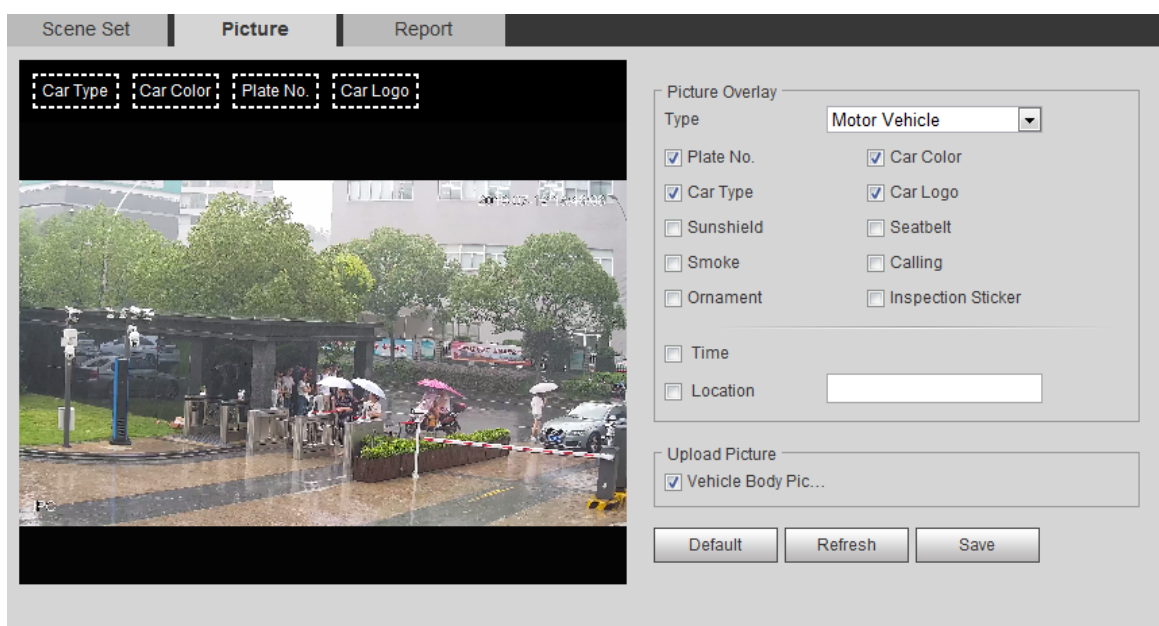 Scene Set Picture Report
Car Type Car Color Plate No. Car Logo
Picture Overlay
Type Motor Vehicle
Plate No. Car Color
Car Type Car Logo
Sunshield Seatbelt
Smoke Calling
Ornament Inspection Sticker
Time
Location
Upload Picture
Vehicle Body Pic...
Default Refresh Save